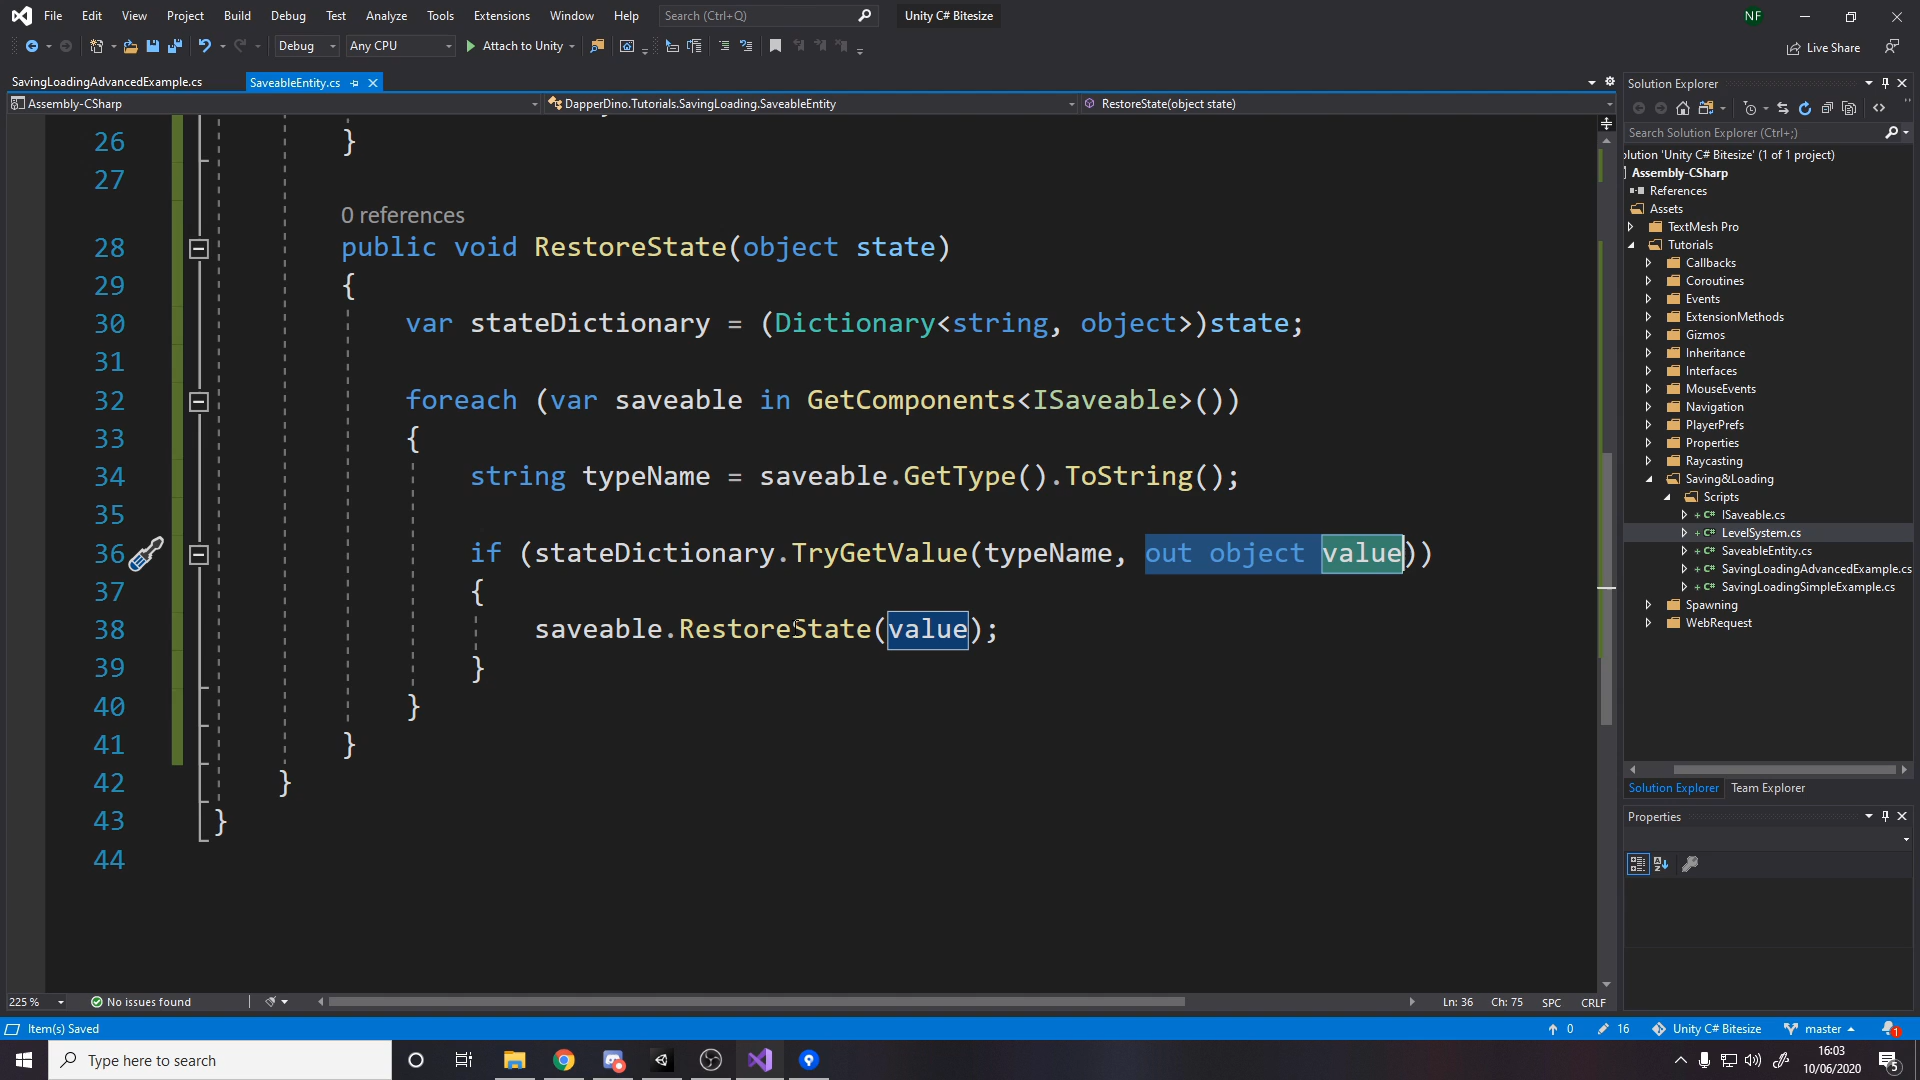 File Edit View Project Build Debug Test Analyze Tools Extensions Window Help Search (Ctrl+Q) Unity C# Bitesize NF
Debug Any CPU Attach to Unity Live Share
SavingLoadingAdvancedExample.cs SaveableEntity.cs
Assembly-CSharp DapperDino.Tutorials.SavingLoading.SaveableEntity RestoreState(object state)
26 }
27
0 references
28 public void RestoreState(object state)
29 {
30 var stateDictionary = (Dictionary<string, object>)state;
31
32 foreach (var saveable in GetComponents<ISaveable>())
33 {
34 string typeName = saveable.GetType().ToString();
35
36 if (stateDictionary.TryGetValue(typeName, out object value))
37 {
38 saveable.RestoreState(value);
39 }
40 }
41 }
42 }
43 }
44
225 % No issues found Ln: 36 Ch: 75 SPC CRLF
Solution Explorer
Search Solution Explorer (Ctrl+;)
olution 'Unity C# Bitesize' (1 of 1 project)
Assembly-CSharp
References
Assets
TextMesh Pro
Tutorials
Callbacks
Coroutines
Events
ExtensionMethods
Gizmos
Inheritance
Interfaces
MouseEvents
Navigation
PlayerPrefs
Properties
Raycasting
Saving&Loading
Scripts
C# ISaveable.cs
C# LevelSystem.cs
C# SaveableEntity.cs
C# SavingLoadingAdvancedExample.cs
C# SavingLoadingSimpleExample.cs
Spawning
WebRequest
Solution Explorer Team Explorer
Properties
Item(s) Saved 0 16 Unity C# Bitesize master 1
Type here to search 16:03
10/06/2020 5